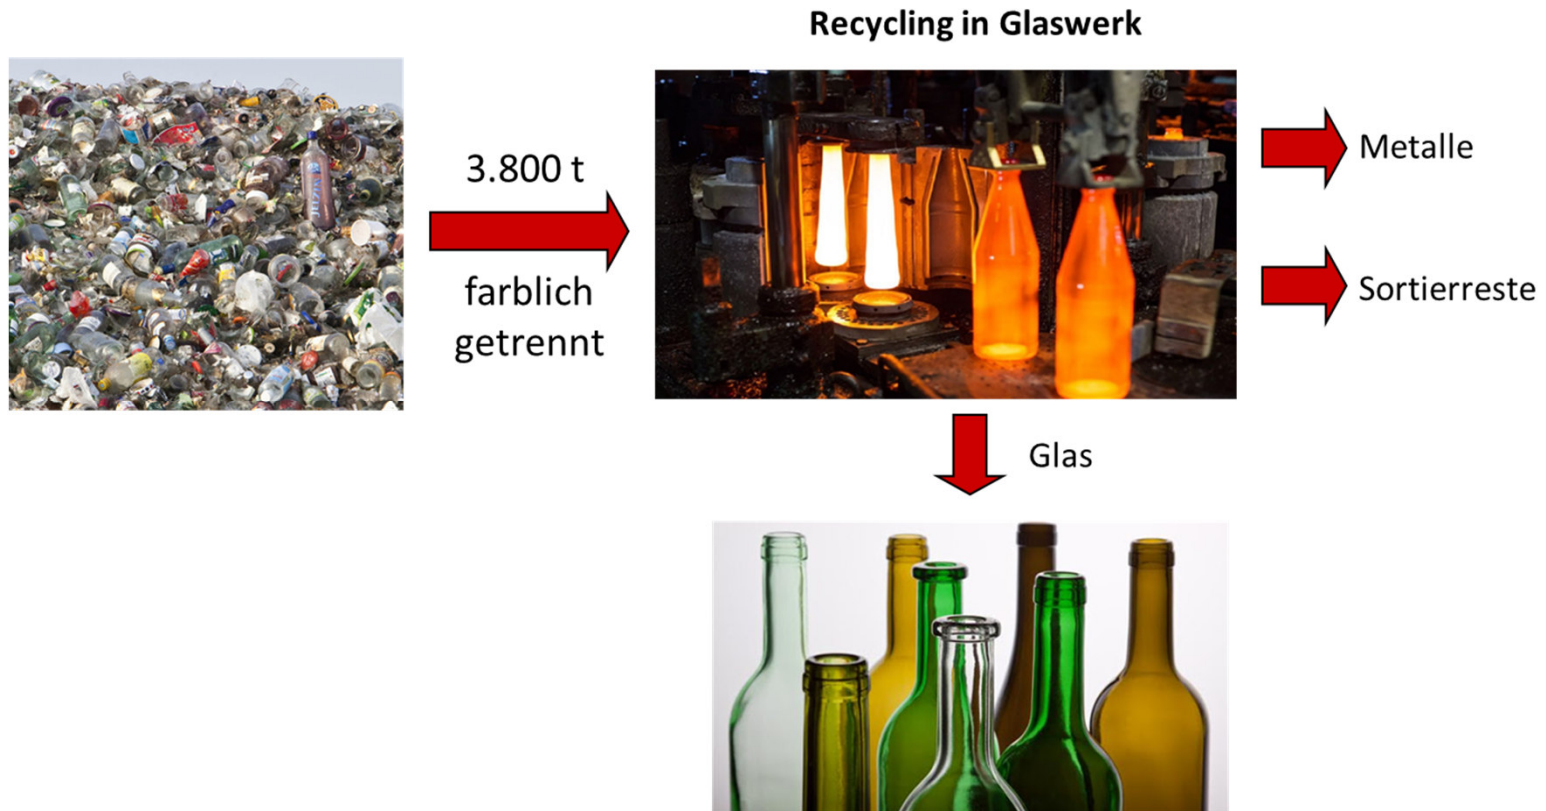 Recycling in Glaswerk
3.800 t
farblich
getrennt
Metalle
Sortierreste
Glas